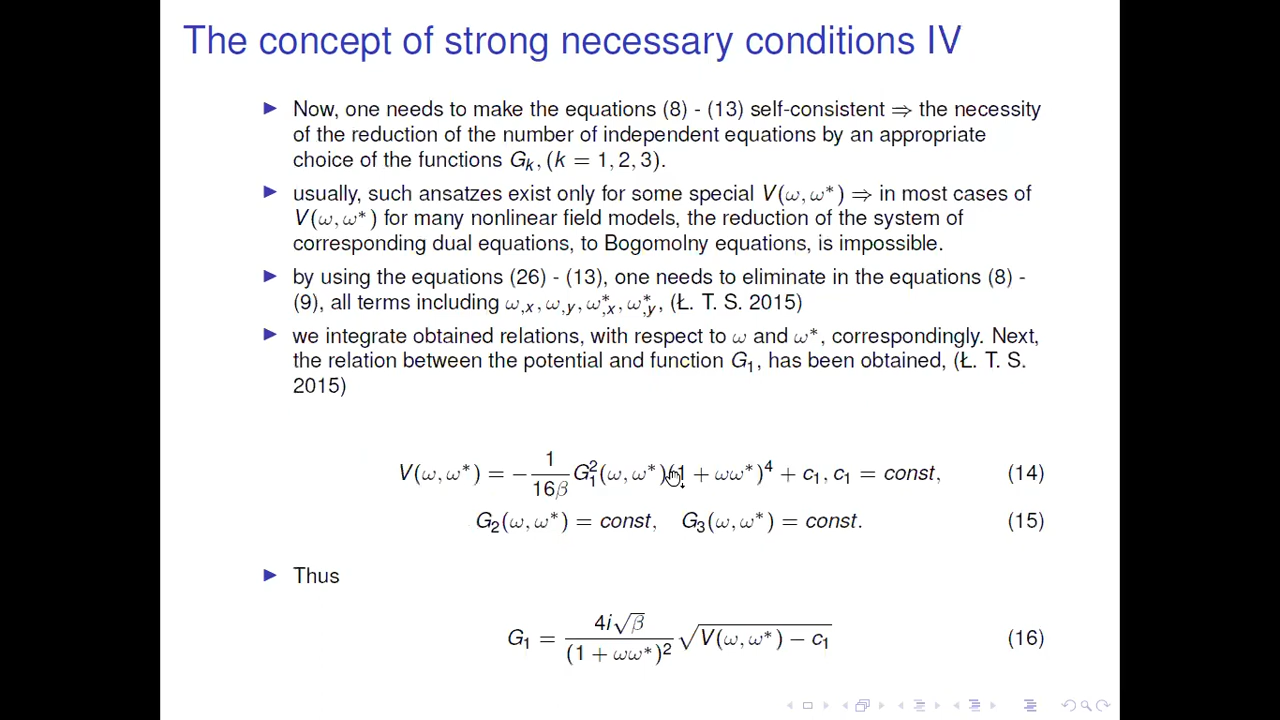 The concept of strong necessary conditions IV
▶ Now, one needs to make the equations (8) - (13) self-consistent ⇒ the necessity
of the reduction of the number of independent equations by an appropriate
choice of the functions G_k, (k = 1, 2, 3).
▶ usually, such ansatzes exist only for some special V(ω, ω*) ⇒ in most cases of
V(ω, ω*) for many nonlinear field models, the reduction of the system of
corresponding dual equations, to Bogomolny equations, is impossible.
▶ by using the equations (26) - (13), one needs to eliminate in the equations (8) -
(9), all terms including ω_{,x}, ω_{,y}, ω*_{,x}, ω*_{,y}, (Ł. T. S. 2015)
▶ we integrate obtained relations, with respect to ω and ω*, correspondingly. Next,
the relation between the potential and function G_1, has been obtained, (Ł. T. S.
2015)
V(ω, ω*) = −\frac{1}{16β} G_1^2(ω, ω*)(1 + ωω*)^4 + c_1, c_1 = const, (14)
G_2(ω, ω*) = const, G_3(ω, ω*) = const. (15)
▶ Thus
G_1 = \frac{4i\sqrt{β}}{(1 + ωω*)^2} \sqrt{V(ω, ω*) − c_1} (16)